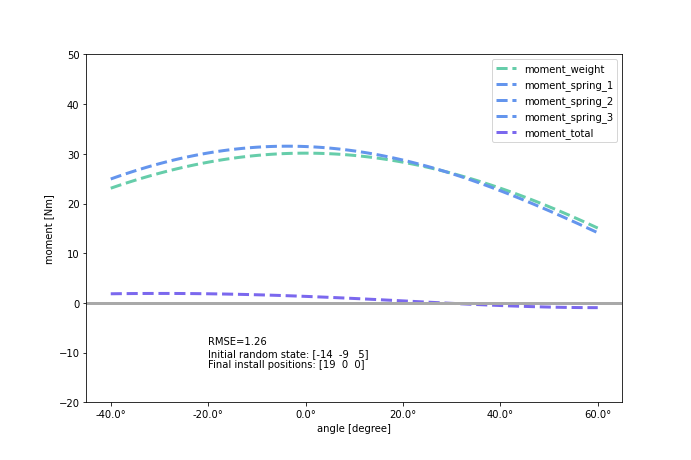 50
40
30
20
10
0
−10
−20
moment [Nm]
moment_weight
moment_spring_1
moment_spring_2
moment_spring_3
moment_total
RMSE=1.26
Initial random state: [-14  -9   5]
Final install positions: [19  0  0]
-40.0° -20.0° 0.0° 20.0° 40.0° 60.0°
angle [degree]